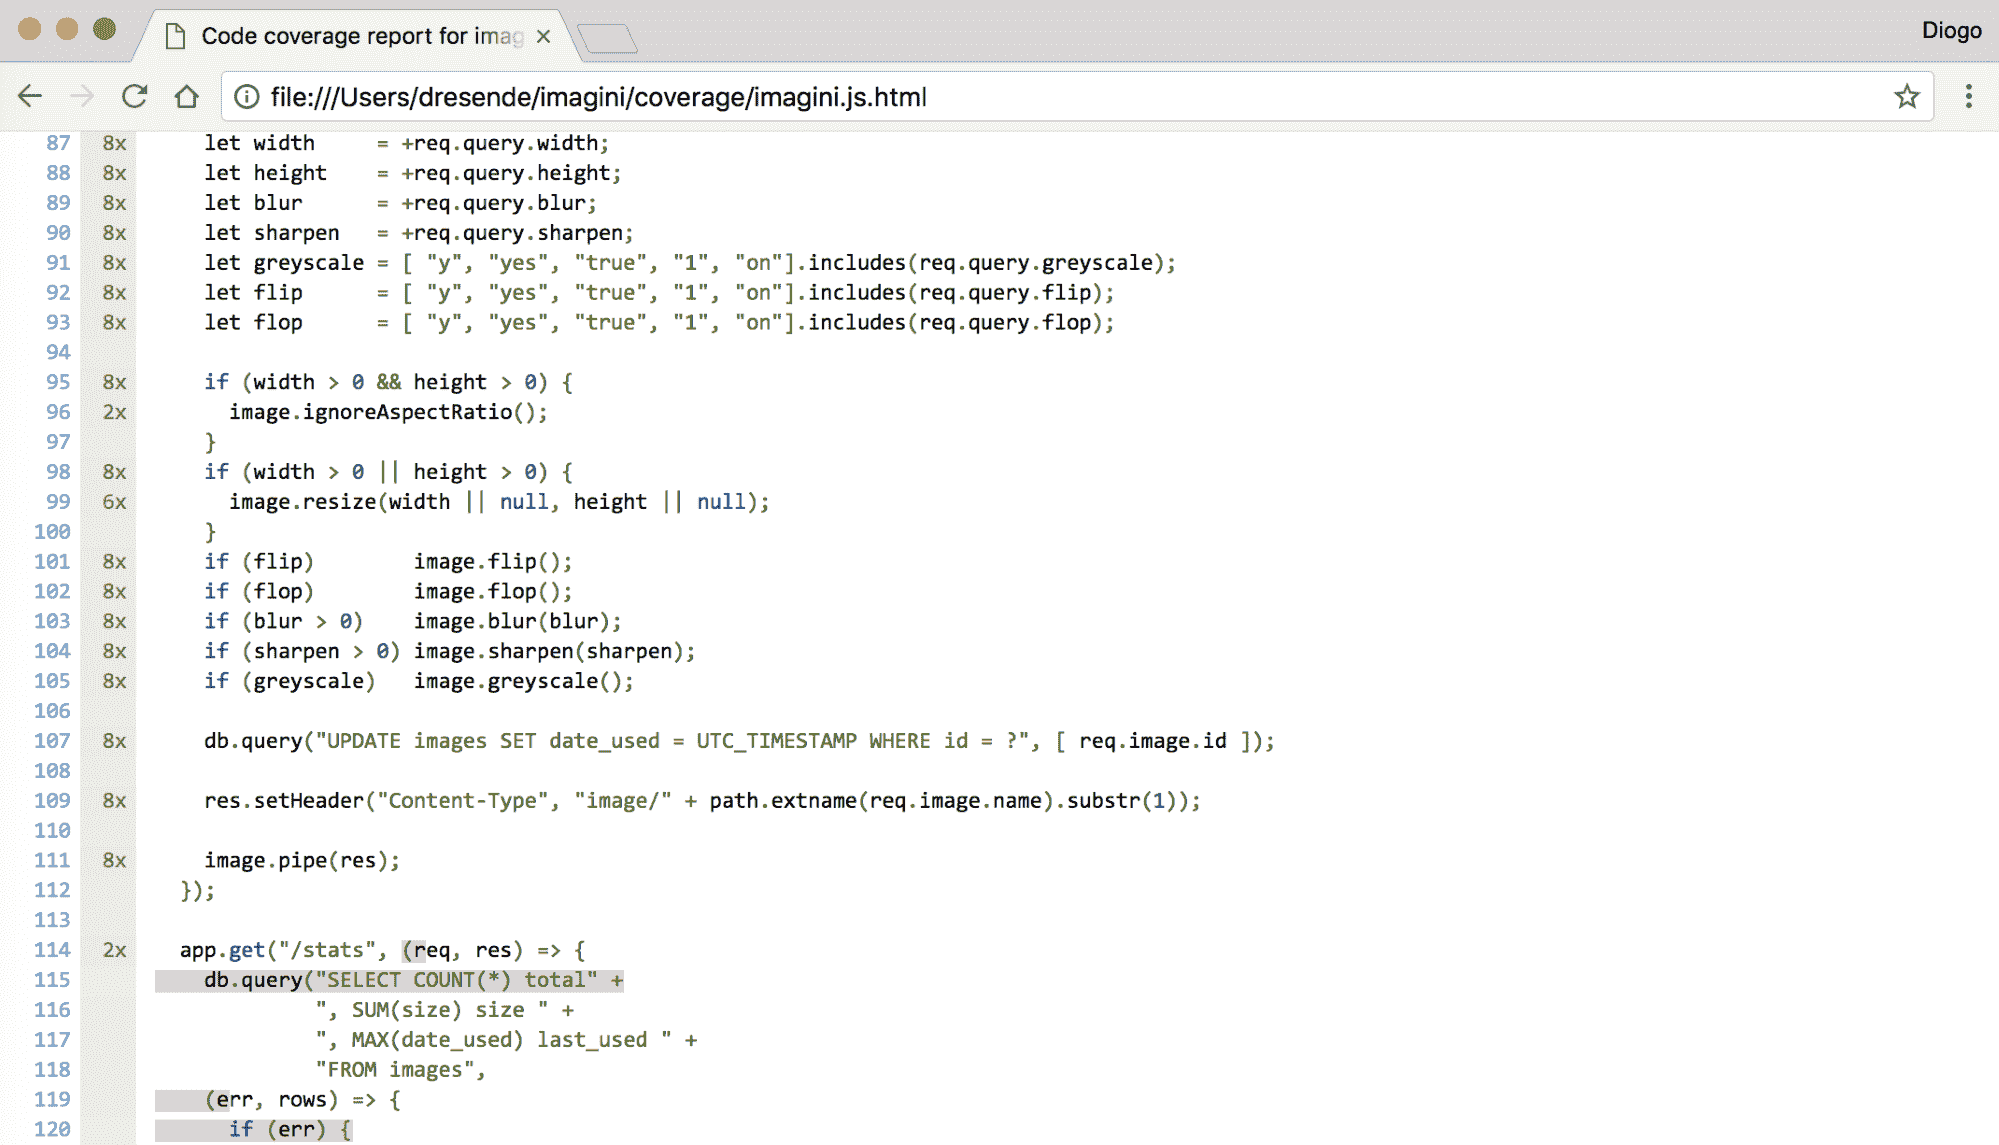 Code coverage report for imag
Diogo
file:///Users/dresende/imagini/coverage/imagini.js.html
87 8x let width = +req.query.width;
88 8x let height = +req.query.height;
89 8x let blur = +req.query.blur;
90 8x let sharpen = +req.query.sharpen;
91 8x let greyscale = [ "y", "yes", "true", "1", "on"].includes(req.query.greyscale);
92 8x let flip = [ "y", "yes", "true", "1", "on"].includes(req.query.flip);
93 8x let flop = [ "y", "yes", "true", "1", "on"].includes(req.query.flop);
94
95 8x if (width > 0 && height > 0) {
96 2x image.ignoreAspectRatio();
97 }
98 8x if (width > 0 || height > 0) {
99 6x image.resize(width || null, height || null);
100 }
101 8x if (flip) image.flip();
102 8x if (flop) image.flop();
103 8x if (blur > 0) image.blur(blur);
104 8x if (sharpen > 0) image.sharpen(sharpen);
105 8x if (greyscale) image.greyscale();
106
107 8x db.query("UPDATE images SET date_used = UTC_TIMESTAMP WHERE id = ?", [ req.image.id ]);
108
109 8x res.setHeader("Content-Type", "image/" + path.extname(req.image.name).substr(1));
110
111 8x image.pipe(res);
112 });
113
114 2x app.get("/stats", (req, res) => {
115 db.query("SELECT COUNT(*) total" +
116 ", SUM(size) size " +
117 ", MAX(date_used) last_used " +
118 "FROM images",
119 (err, rows) => {
120 if (err) {